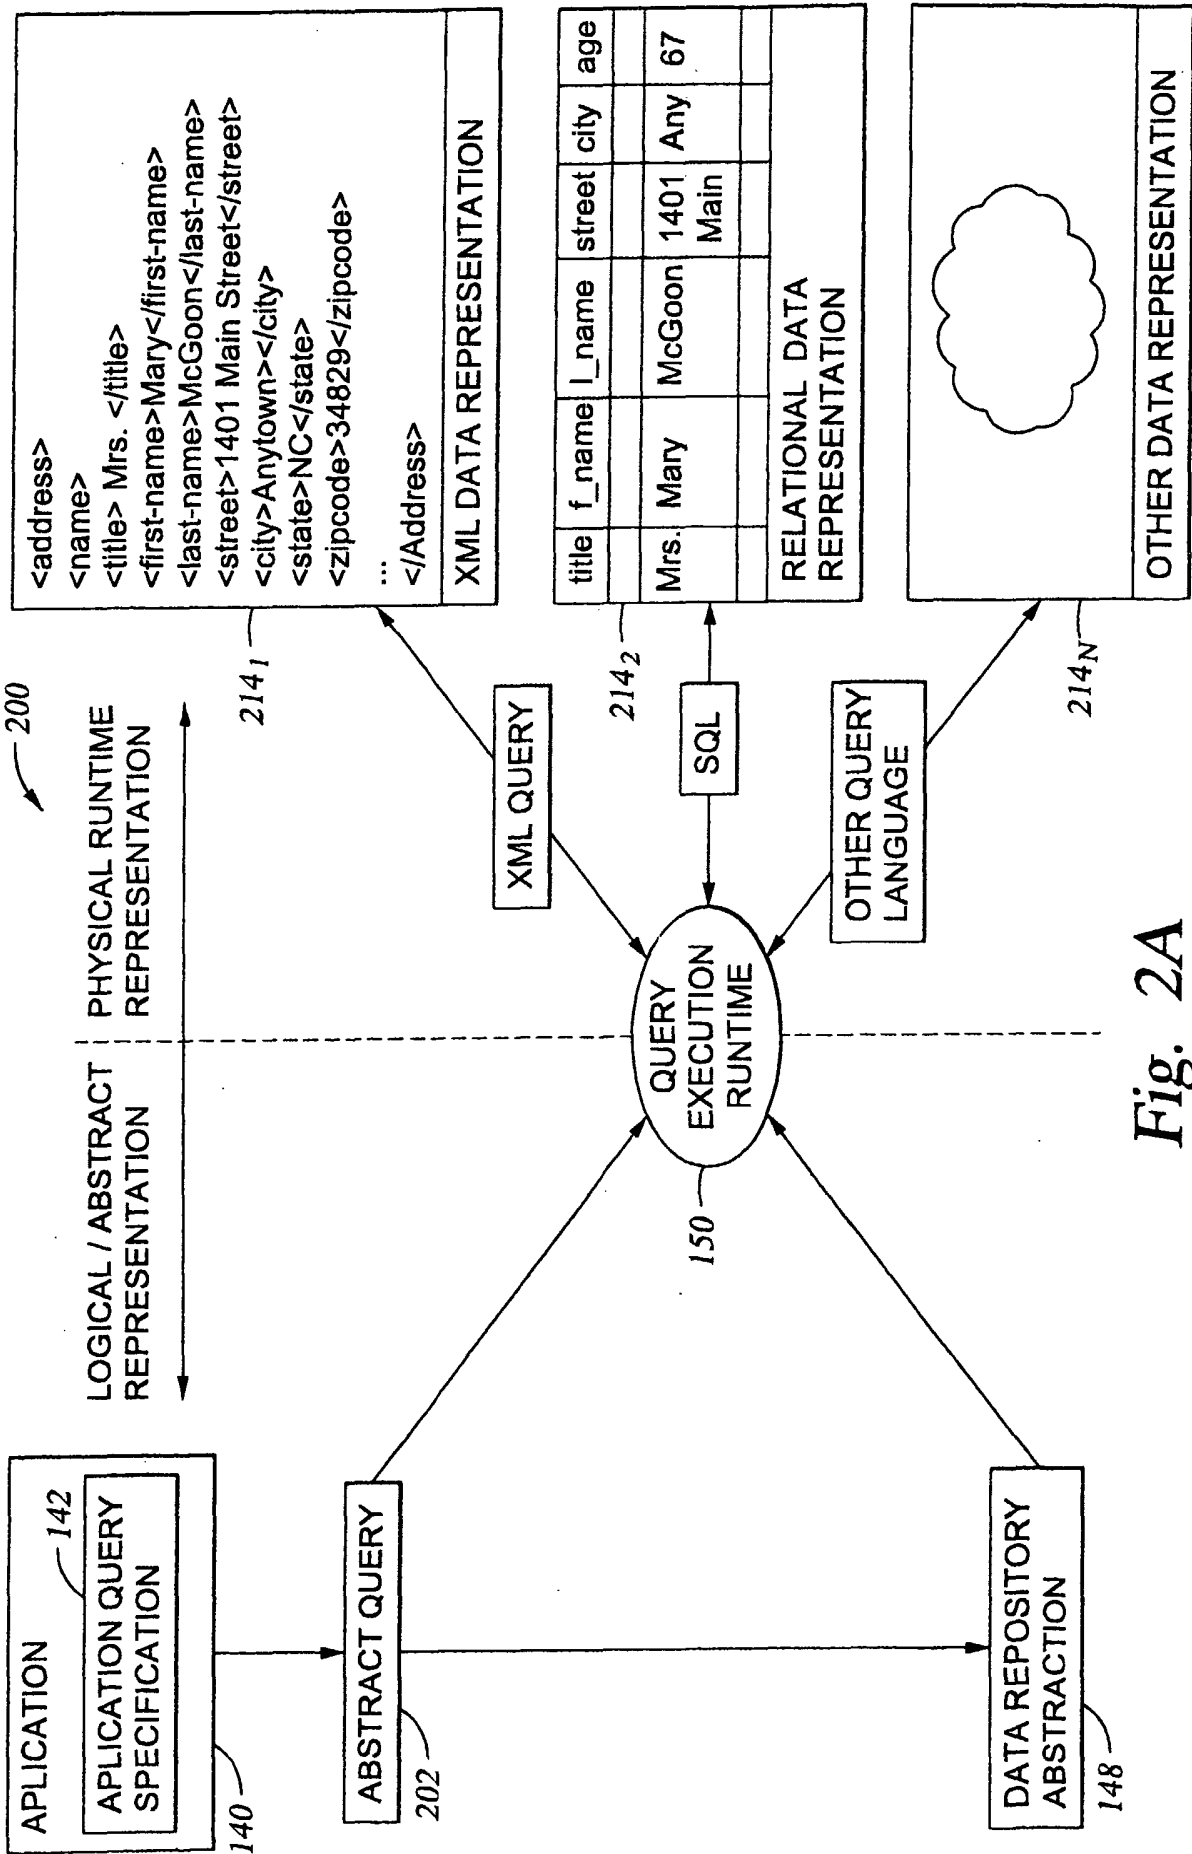 200
LOGICAL / ABSTRACT
REPRESENTATION
PHYSICAL RUNTIME
REPRESENTATION
APLICATION
142
APLICATION QUERY
SPECIFICATION
140
ABSTRACT QUERY
202
DATA REPOSITORY
ABSTRACTION
148
QUERY
EXECUTION
RUNTIME
150
XML QUERY
SQL
OTHER QUERY
LANGUAGE
<address>
<name>
<title> Mrs. </title>
<first-name>Mary</first-name>
<last-name>McGoon</last-name>
<street>1401 Main Street</street>
<city>Anytown></city>
<state>NC</state>
<zipcode>34829</zipcode>
...
</Address>
XML DATA REPRESENTATION
214₁
title f_name l_name street city age
Mrs. Mary McGoon 1401 Main Any 67
RELATIONAL DATA
REPRESENTATION
214₂
OTHER DATA REPRESENTATION
214N
Fig. 2A